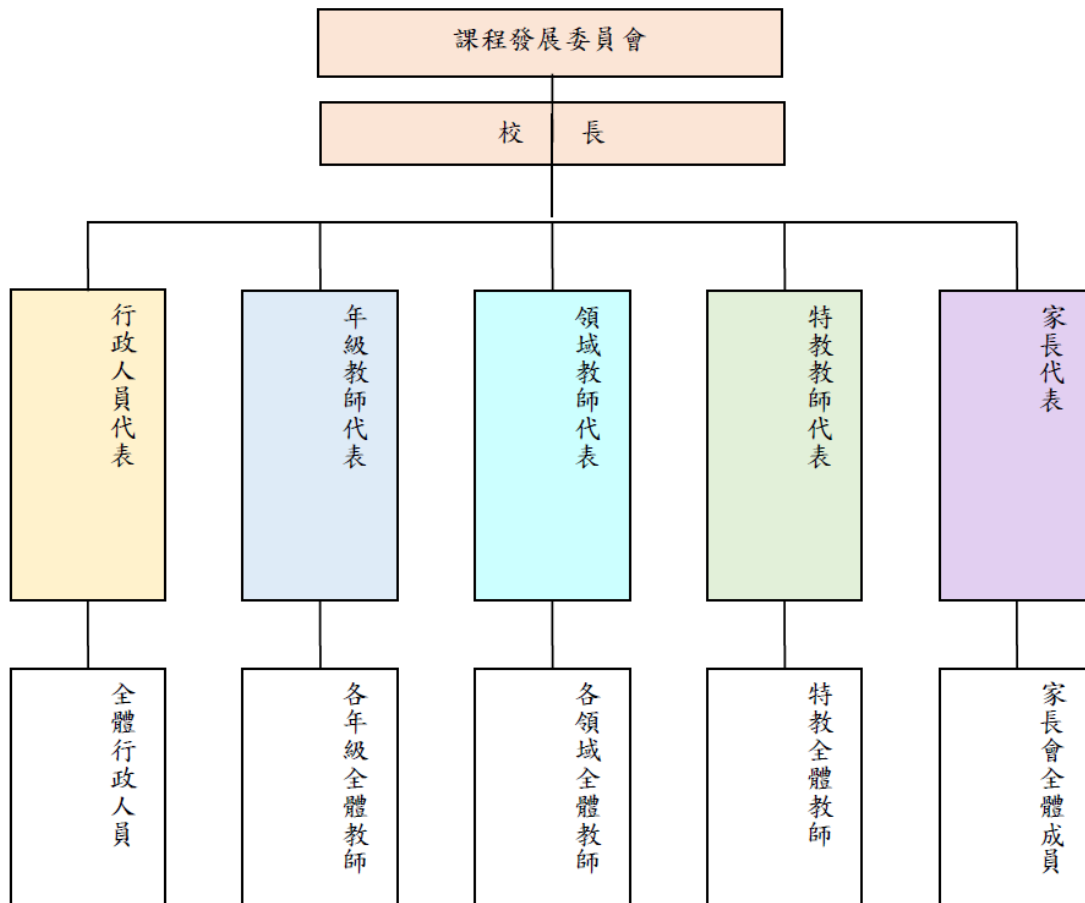 課程發展委員會
校 長
行政人員代表
年級教師代表
領域教師代表
特教教師代表
家長代表
全體行政人員
各年級全體教師
各領域全體教師
特教全體教師
家長會全體成員